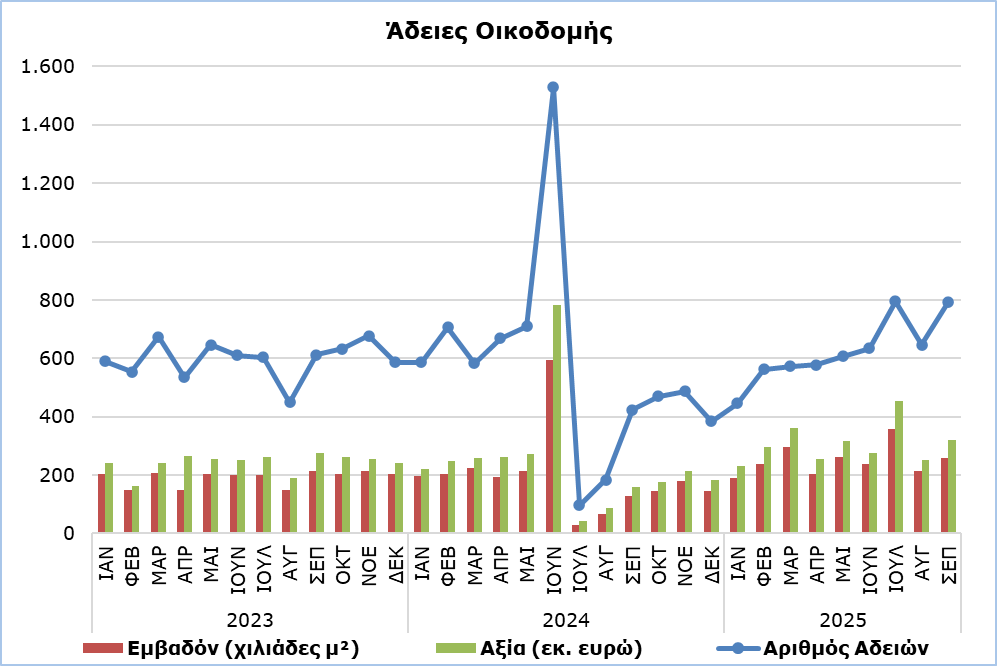 Άδειες Οικοδομής
1.600
1.400
1.200
1.000
800
600
400
200
0
ΙΑΝ ΦΕΒ ΜΑΡ ΑΠΡ ΜΑΙ ΙΟΥΝ ΙΟΥΛ ΑΥΓ ΣΕΠ ΟΚΤ ΝΟΕ ΔΕΚ ΙΑΝ ΦΕΒ ΜΑΡ ΑΠΡ ΜΑΙ ΙΟΥΝ ΙΟΥΛ ΑΥΓ ΣΕΠ ΟΚΤ ΝΟΕ ΔΕΚ ΙΑΝ ΦΕΒ ΜΑΡ ΑΠΡ ΜΑΙ ΙΟΥΝ ΙΟΥΛ ΑΥΓ ΣΕΠ
2023 2024 2025
Εμβαδόν (χιλιάδες μ²) Αξία (εκ. ευρώ) Αριθμός Αδειών